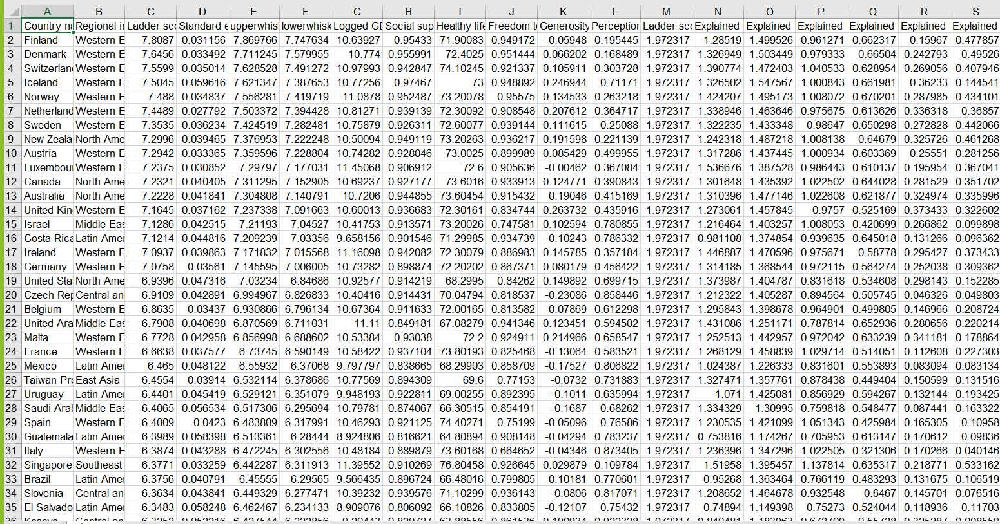 A B C D E F G H I J K L M N O P Q R S
1 Country na Regional in Ladder sco Standard e upperwhisk lowerwhisk Logged GD Social sup Healthy life Freedom t Generosity Perception Ladder sco Explained Explained Explained Explained Explained Explained
2 Finland Western E 7.8087 0.031156 7.869766 7.747634 10.63927 0.95433 71.90083 0.949172 -0.05948 0.195445 1.972317 1.28519 1.499526 0.961271 0.662317 0.15967 0.477857
3 Denmark Western E 7.6456 0.033492 7.711245 7.579955 10.774 0.955991 72.4025 0.951444 0.066202 0.168489 1.972317 1.326949 1.503449 0.979333 0.66504 0.242793 0.49526
4 Switzerland Western E 7.5599 0.035014 7.628528 7.491272 10.97993 0.942847 74.10245 0.921337 0.105911 0.303728 1.972317 1.390774 1.472403 1.040533 0.628954 0.269056 0.407946
5 Iceland Western E 7.5045 0.059616 7.621347 7.387653 10.77256 0.97467 73 0.948892 0.246944 0.71171 1.972317 1.326502 1.547567 1.000843 0.661981 0.36233 0.144541
6 Norway Western E 7.488 0.034837 7.556281 7.419719 11.0878 0.952487 73.20078 0.95575 0.134533 0.263218 1.972317 1.424207 1.495173 1.008072 0.670201 0.287985 0.434101
7 Netherland Western E 7.4489 0.027792 7.503372 7.394428 10.81271 0.939139 72.30092 0.908548 0.207612 0.364717 1.972317 1.338946 1.463646 0.975675 0.613626 0.336318 0.36857
8 Sweden Western E 7.3535 0.036234 7.424519 7.282481 10.75879 0.926311 72.60077 0.939144 0.111615 0.25088 1.972317 1.322235 1.433348 0.98647 0.650298 0.272828 0.442066
9 New Zeala North Ame 7.2996 0.039465 7.376953 7.222248 10.50094 0.949119 73.20263 0.936217 0.191598 0.221139 1.972317 1.242318 1.487218 1.008138 0.64679 0.325726 0.461268
10 Austria Western E 7.2942 0.033365 7.359596 7.228804 10.74282 0.928046 73.0025 0.899989 0.085429 0.499955 1.972317 1.317286 1.437445 1.000934 0.603369 0.25551 0.281256
11 Luxembou Western E 7.2375 0.030852 7.29797 7.177031 11.45068 0.906912 72.6 0.905636 -0.00462 0.367084 1.972317 1.536676 1.387528 0.986443 0.610137 0.195954 0.367041
12 Canada North Ame 7.2321 0.040405 7.311295 7.152905 10.69237 0.927177 73.6016 0.933913 0.124771 0.390843 1.972317 1.301648 1.435392 1.022502 0.644028 0.281529 0.351702
13 Australia North Ame 7.2228 0.041841 7.304808 7.140791 10.7206 0.944855 73.60454 0.915432 0.19046 0.415169 1.972317 1.310396 1.477146 1.022608 0.621877 0.324974 0.335996
14 United Kin Western E 7.1645 0.037162 7.237338 7.091663 10.60013 0.936683 72.30161 0.834744 0.263732 0.435916 1.972317 1.273061 1.457845 0.9757 0.525169 0.373433 0.322602
15 Israel Middle Eas 7.1286 0.042515 7.21193 7.04527 10.41753 0.913571 73.20026 0.747581 0.102594 0.780855 1.972317 1.216464 1.403257 1.008053 0.420699 0.266862 0.099898
16 Costa Rica Latin Amer 7.1214 0.044816 7.209239 7.03356 9.658156 0.901546 71.29985 0.934739 -0.10243 0.786332 1.972317 0.981108 1.374854 0.939635 0.645018 0.131266 0.096362
17 Ireland Western E 7.0937 0.039863 7.171832 7.015568 11.16098 0.942082 72.30079 0.886983 0.145785 0.357184 1.972317 1.446887 1.470596 0.975671 0.58778 0.295427 0.373433
18 Germany Western E 7.0758 0.03561 7.145595 7.006005 10.73282 0.898874 72.20202 0.867371 0.080179 0.456422 1.972317 1.314185 1.368544 0.972115 0.564274 0.252038 0.309362
19 United Sta North Ame 6.9396 0.047316 7.03234 6.84686 10.92577 0.914219 68.2995 0.84262 0.149892 0.699715 1.972317 1.373987 1.404787 0.831618 0.534608 0.298143 0.152285
20 Czech Rep Central an 6.9109 0.042891 6.994967 6.826833 10.40416 0.914431 70.04794 0.818537 -0.23086 0.858446 1.972317 1.212322 1.405287 0.894564 0.505745 0.046326 0.049803
21 Belgium Western E 6.8635 0.03437 6.930866 6.796134 10.67364 0.911633 72.00165 0.813582 -0.07869 0.612298 1.972317 1.295843 1.398678 0.964901 0.499805 0.146966 0.208724
22 United Ara Middle Eas 6.7908 0.040698 6.870569 6.711031 11.11 0.849181 67.08279 0.941346 0.123451 0.594502 1.972317 1.431086 1.251171 0.787814 0.652936 0.280656 0.220214
23 Malta Western E 6.7728 0.042958 6.856998 6.688602 10.53384 0.93038 72.2 0.924911 0.214966 0.658547 1.972317 1.252513 1.442957 0.972042 0.633239 0.341181 0.178864
24 France Western E 6.6638 0.037577 6.73745 6.590149 10.58422 0.937104 73.80193 0.825468 -0.13064 0.583521 1.972317 1.268129 1.458839 1.029714 0.514051 0.112608 0.227303
25 Mexico Latin Amer 6.465 0.048122 6.55932 6.37068 9.797797 0.838665 68.29903 0.858709 -0.17527 0.806822 1.972317 1.024387 1.226333 0.831601 0.553893 0.083094 0.083134
26 Taiwan Pr East Asia 6.4554 0.03914 6.532114 6.378686 10.77569 0.894309 69.6 0.77153 -0.0732 0.731883 1.972317 1.327471 1.357761 0.878438 0.449404 0.150599 0.131516
27 Uruguay Latin Amer 6.4401 0.045419 6.529121 6.351079 9.948193 0.922811 69.00255 0.892395 -0.1011 0.635994 1.972317 1.071 1.425081 0.856929 0.594267 0.132144 0.193425
28 Saudi Aral Middle Eas 6.4065 0.056534 6.517306 6.295694 10.79781 0.874067 66.30515 0.854191 -0.1687 0.68262 1.972317 1.334329 1.30995 0.759818 0.548477 0.087441 0.163322
29 Spain Western E 6.4009 0.0423 6.483809 6.317991 10.46293 0.921125 74.40271 0.75199 -0.05096 0.76586 1.972317 1.230535 1.421099 1.051343 0.425984 0.165305 0.10958
30 Guatemala Latin Amer 6.3989 0.058398 6.513361 6.28444 8.924806 0.816621 64.80894 0.908148 -0.04294 0.783237 1.972317 0.753816 1.174267 0.705953 0.613147 0.170612 0.09836
31 Italy Western E 6.3874 0.043288 6.472245 6.302556 10.48184 0.889879 73.60168 0.664652 -0.04346 0.873405 1.972317 1.236396 1.347296 1.022505 0.321306 0.170266 0.040146
32 Singapore Southeast 6.3771 0.033259 6.442287 6.311913 11.39552 0.910269 76.80458 0.926645 0.029879 0.109784 1.972317 1.51958 1.395457 1.137814 0.635317 0.218771 0.533162
33 Brazil Latin Amer 6.3756 0.040791 6.45555 6.29565 9.566435 0.896724 66.48016 0.799805 -0.10181 0.770601 1.972317 0.95268 1.363464 0.766119 0.483293 0.131675 0.106519
34 Slovenia Central an 6.3634 0.043841 6.449329 6.277471 10.39232 0.939576 71.10299 0.936143 -0.0806 0.817071 1.972317 1.208652 1.464678 0.932548 0.6467 0.145701 0.076516
35 El Salvado Latin Amer 6.3483 0.058248 6.462467 6.234133 8.909076 0.806092 66.10826 0.833805 -0.12107 0.75432 1.972317 0.74894 1.149398 0.75273 0.524044 0.118936 0.11703